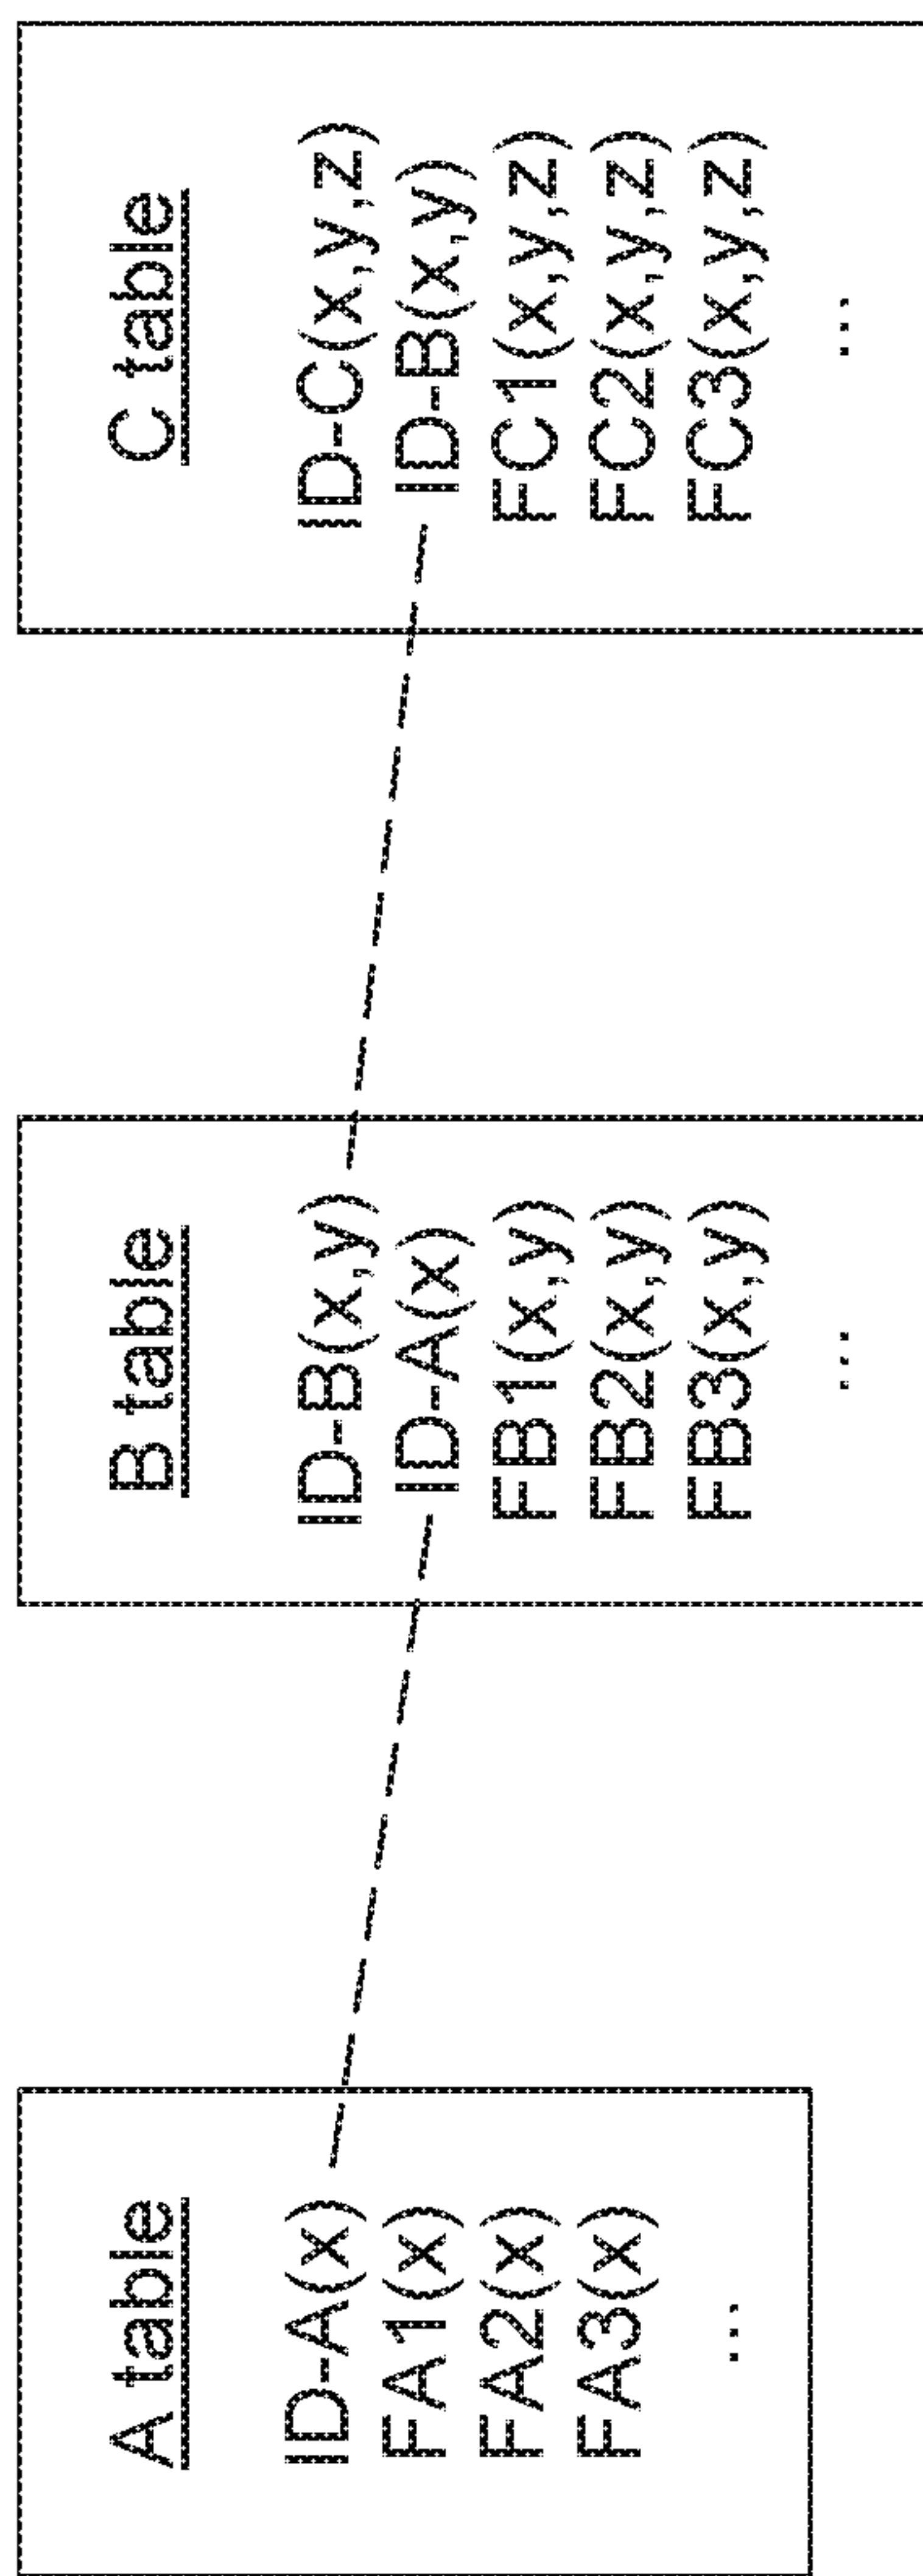 A table
ID-A(x)
FA1(x)
FA2(x)
FA3(x)
...
B table
ID-B(x,y)
ID-A(x)
FB1(x,y)
FB2(x,y)
FB3(x,y)
...
C table
ID-C(x,y,z)
ID-B(x,y)
FC1(x,y,z)
FC2(x,y,z)
FC3(x,y,z)
...